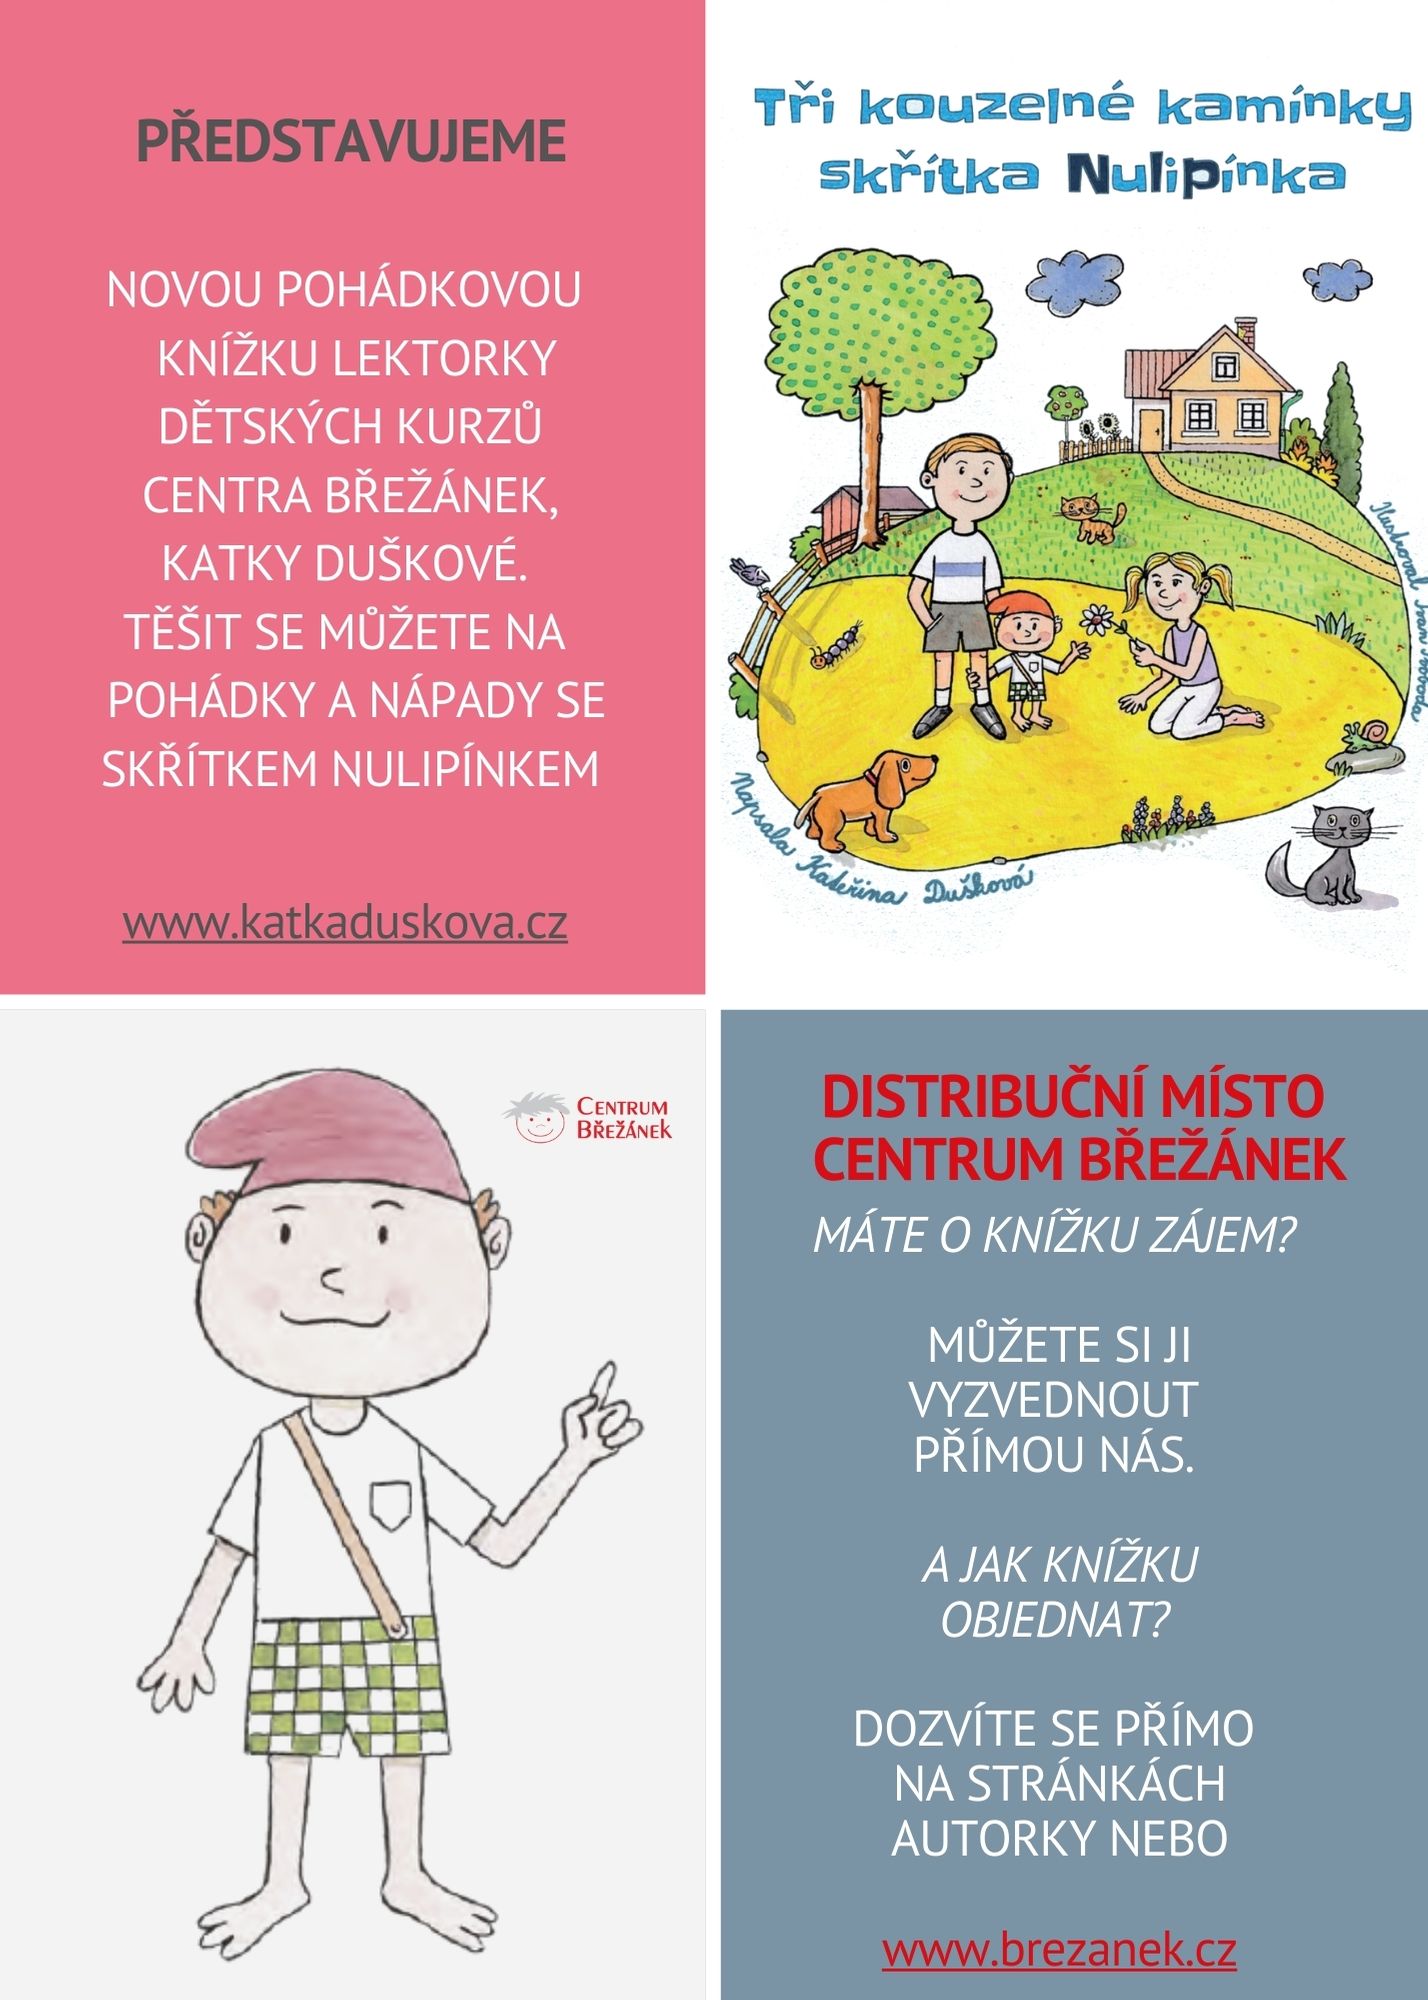 PŘEDSTAVUJEME
NOVOU POHÁDKOVOU
KNÍŽKU LEKTORKY
DĚTSKÝCH KURZŮ
CENTRA BŘEŽÁNEK,
KATKY DUŠKOVÉ.
TĚŠIT SE MŮŽETE NA
POHÁDKY A NÁPADY SE
SKŘÍTKEM NULIPÍNKEM
www.katkaduskova.cz
Tři kouzelné kamínky
skřítka Nulipínka
Ilustroval Ivan Svoboda
Napsala Kateřina Dušková
CENTRUM
BŘEŽÁNEK
DISTRIBUČNÍ MÍSTO
CENTRUM BŘEŽÁNEK
MÁTE O KNÍŽKU ZÁJEM?
MŮŽETE SI JI
VYZVEDNOUT
PŘÍMOU NÁS.
A JAK KNÍŽKU
OBJEDNAT?
DOZVÍTE SE PŘÍMO
NA STRÁNKÁCH
AUTORKY NEBO
www.brezanek.cz